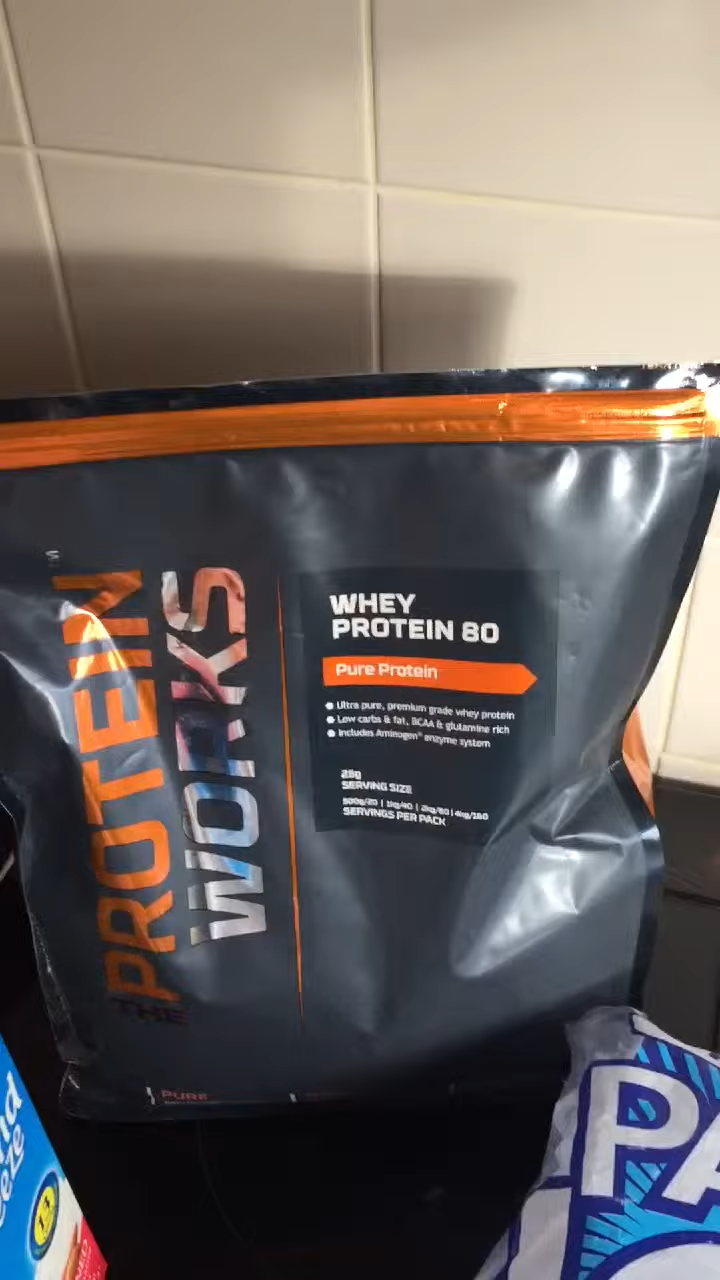 THE
PROTEIN
WORKS
™
WHEY
PROTEIN 80
Pure Protein
Ultra pure, premium grade whey protein
Low carbs & fat, BCAA & glutamine rich
Includes Aminogen® enzyme system
25g
SERVING SIZE
500g/20 | 1kg/40 | 2kg/80 | 4kg/160
SERVINGS PER PACK
PURE
PA